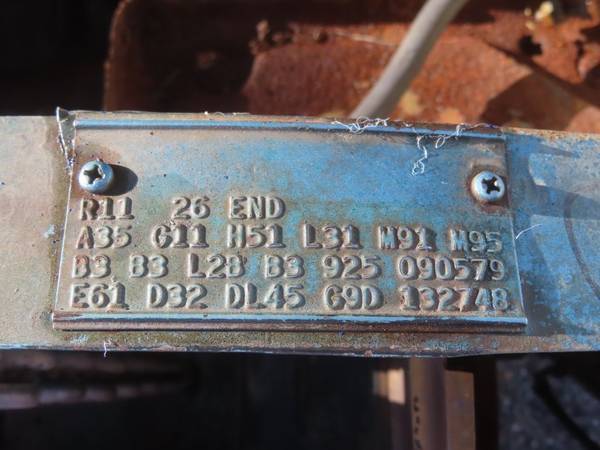 R11 26 END
A35 G11 H51 L31 M91 M95
B3 B3 L28 B3 925 090579
E61 D32 DL45 G9D 132748